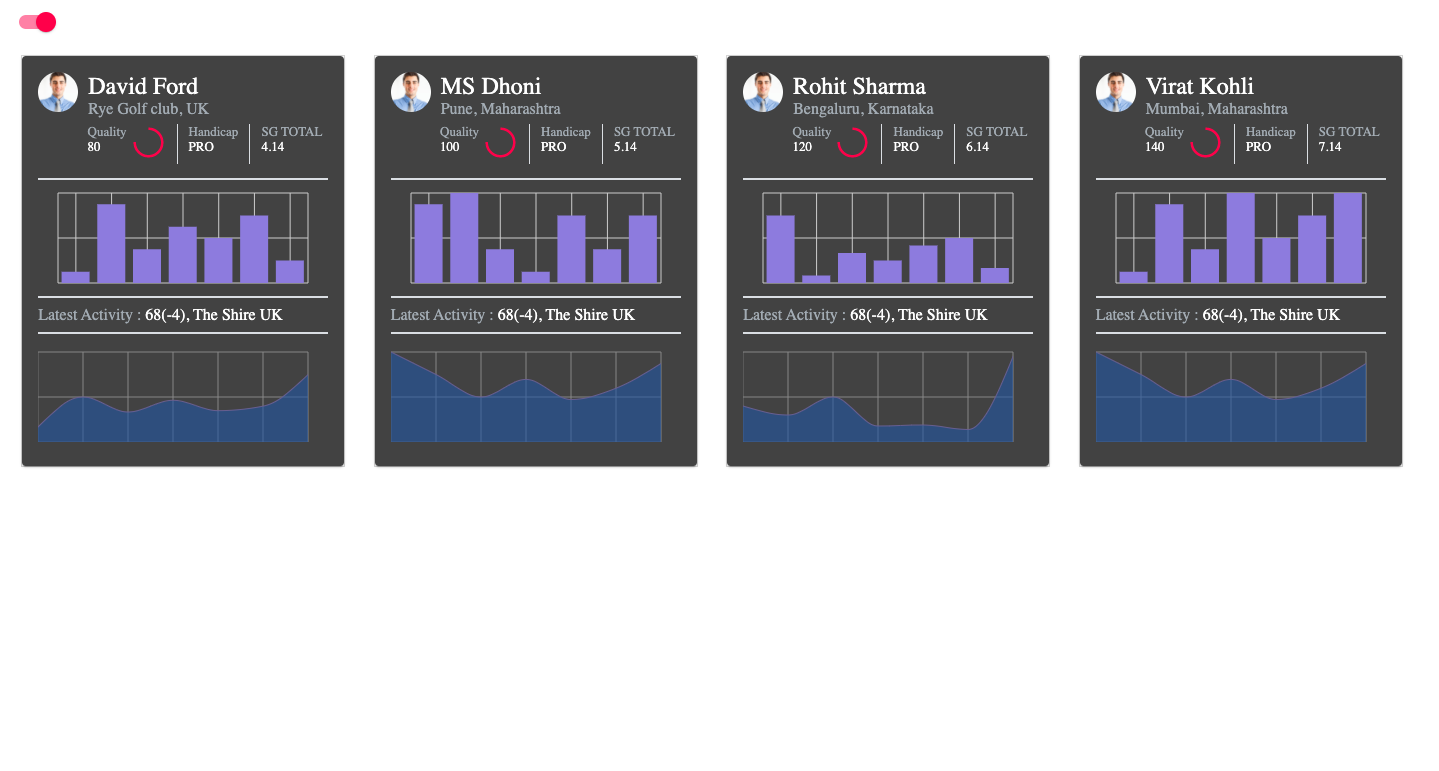 David Ford
Rye Golf club, UK
Quality Handicap SG TOTAL
80 PRO 4.14
Latest Activity : 68(-4), The Shire UK
MS Dhoni
Pune, Maharashtra
Quality Handicap SG TOTAL
100 PRO 5.14
Latest Activity : 68(-4), The Shire UK
Rohit Sharma
Bengaluru, Karnataka
Quality Handicap SG TOTAL
120 PRO 6.14
Latest Activity : 68(-4), The Shire UK
Virat Kohli
Mumbai, Maharashtra
Quality Handicap SG TOTAL
140 PRO 7.14
Latest Activity : 68(-4), The Shire UK